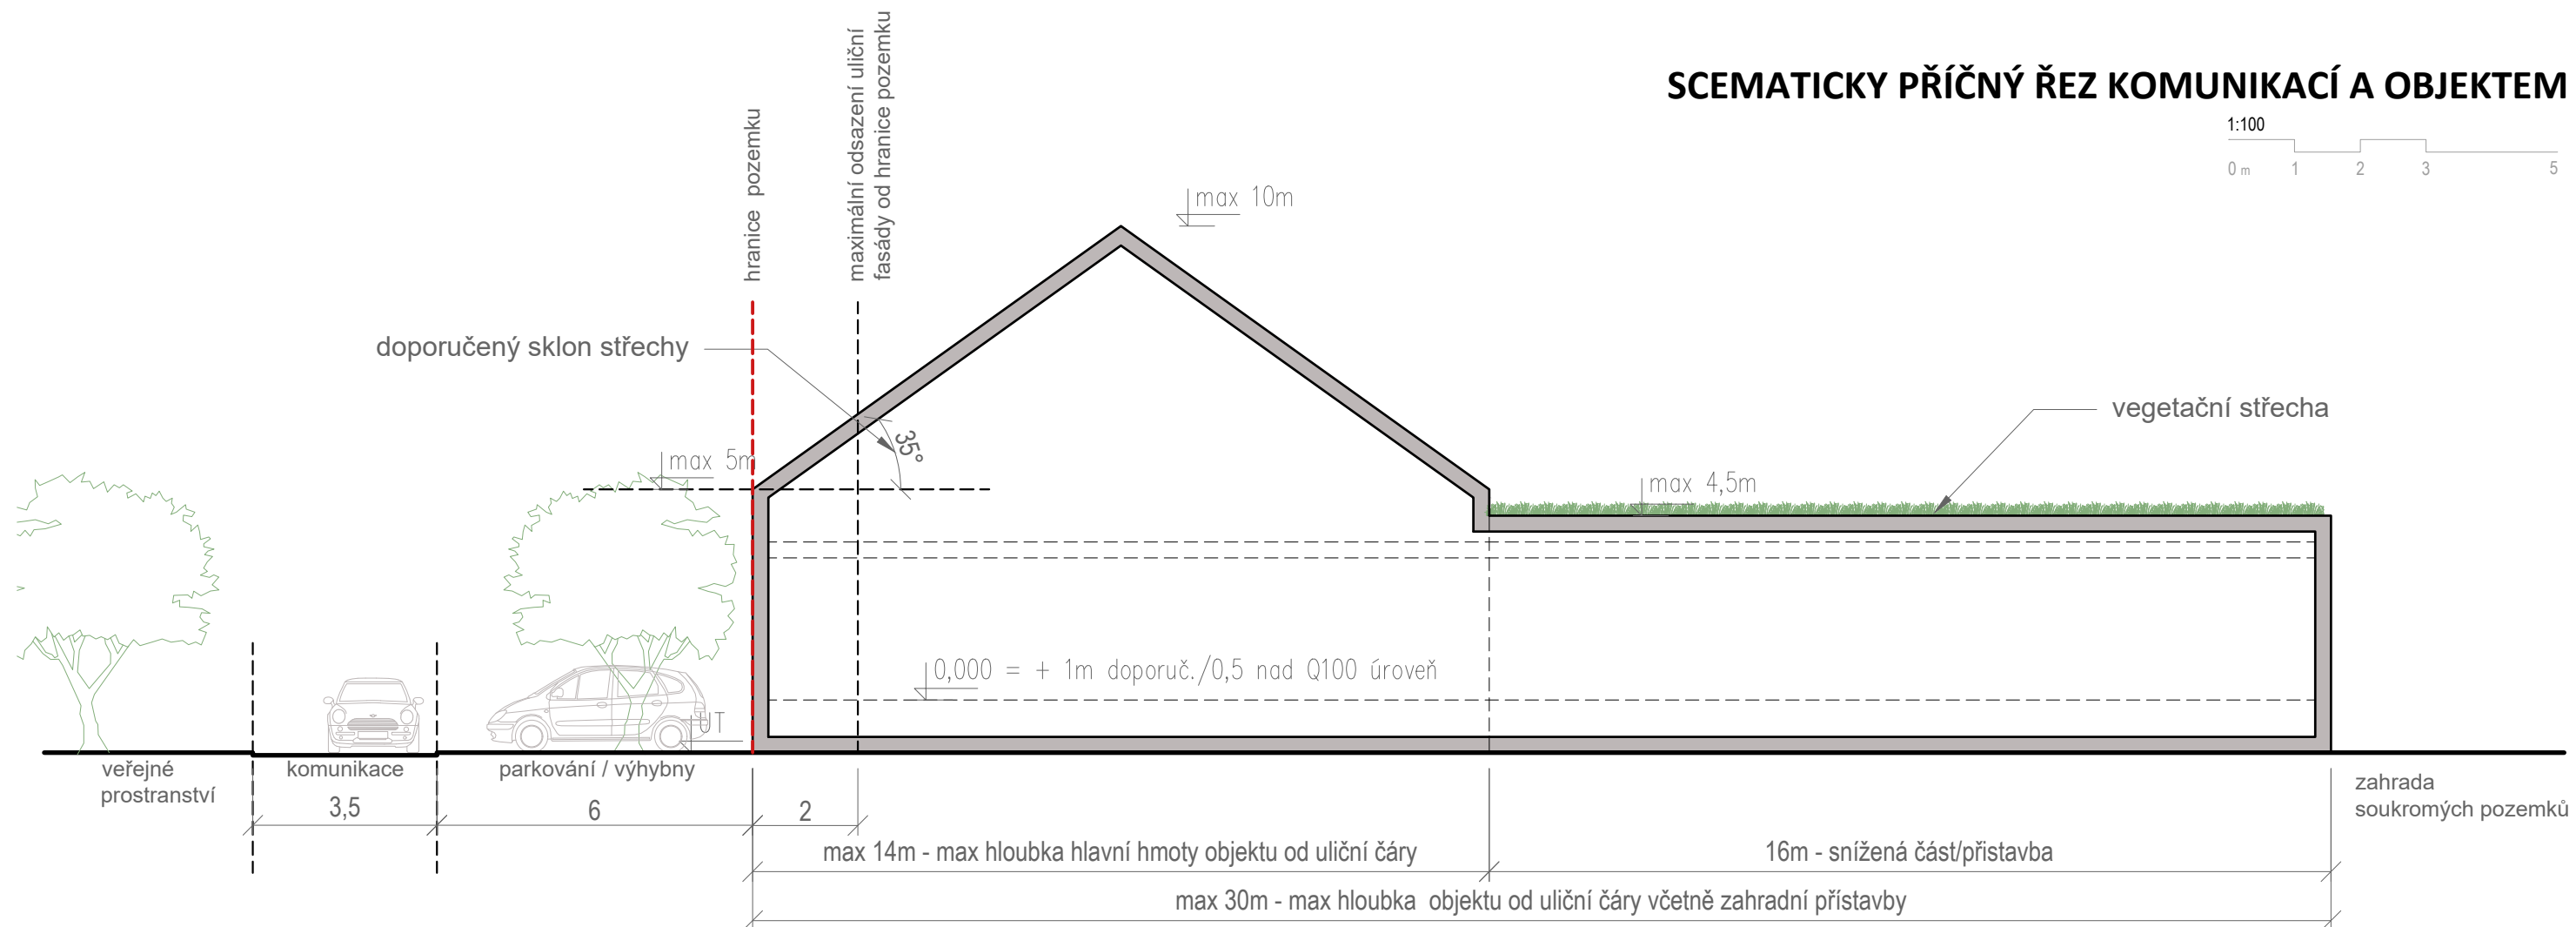 SCEMATICKY PŘÍČNÝ ŘEZ KOMUNIKACÍ A OBJEKTEM
1:100
0 m 1 2 3 5
hranice pozemku
maximální odsazení uliční
fasády od hranice pozemku
max 10m
doporučený sklon střechy
35°
vegetační střecha
max 5m
max 4,5m
0,000 = + 1m doporuč./0,5 nad Q100 úroveň
UT
veřejné
prostranství
komunikace
parkování / výhybny
zahrada
soukromých pozemků
3,5
6
2
max 14m - max hloubka hlavní hmoty objektu od uliční čáry
16m - snížená část/přistavba
max 30m - max hloubka objektu od uliční čáry včetně zahradní přístavby